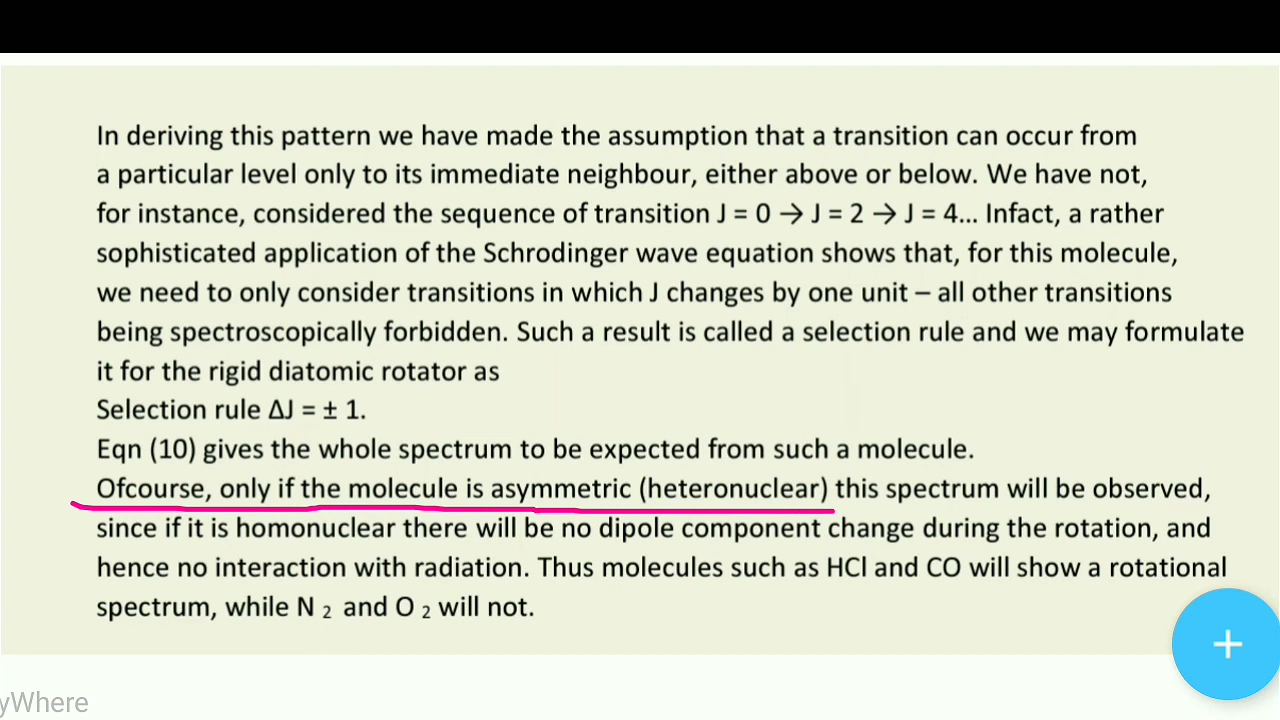 In deriving this pattern we have made the assumption that a transition can occur from
a particular level only to its immediate neighbour, either above or below. We have not,
for instance, considered the sequence of transition J = 0 → J = 2 → J = 4... Infact, a rather
sophisticated application of the Schrodinger wave equation shows that, for this molecule,
we need to only consider transitions in which J changes by one unit – all other transitions
being spectroscopically forbidden. Such a result is called a selection rule and we may formulate
it for the rigid diatomic rotator as
Selection rule ΔJ = ± 1.
Eqn (10) gives the whole spectrum to be expected from such a molecule.
Ofcourse, only if the molecule is asymmetric (heteronuclear) this spectrum will be observed,
since if it is homonuclear there will be no dipole component change during the rotation, and
hence no interaction with radiation. Thus molecules such as HCl and CO will show a rotational
spectrum, while N 2 and O 2 will not.
yWhere